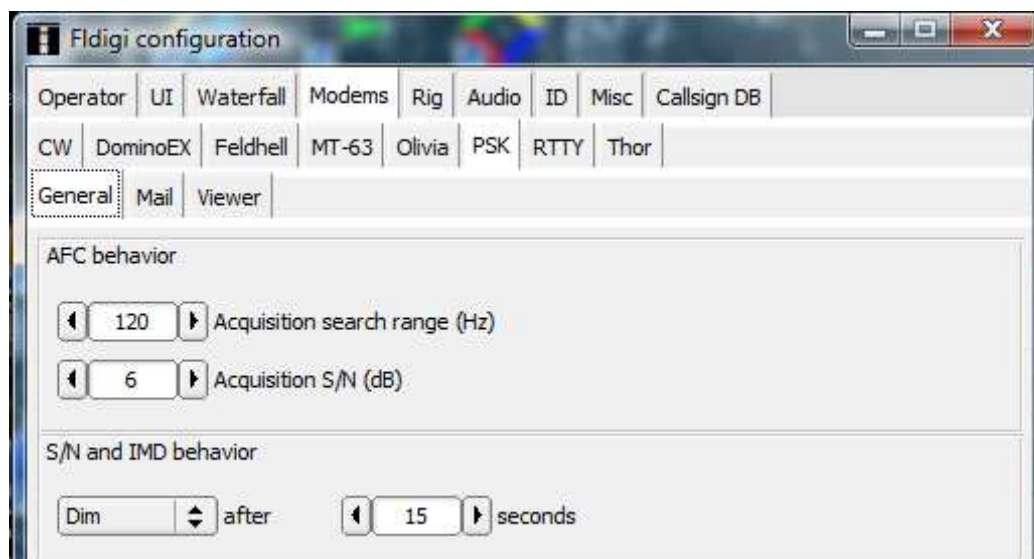 Fldigi configuration
Operator UI Waterfall Modems Rig Audio ID Misc Callsign DB
CW DominoEX Feldhell MT-63 Olivia PSK RTTY Thor
General Mail Viewer
AFC behavior
120 Acquisition search range (Hz)
6 Acquisition S/N (dB)
S/N and IMD behavior
Dim after 15 seconds